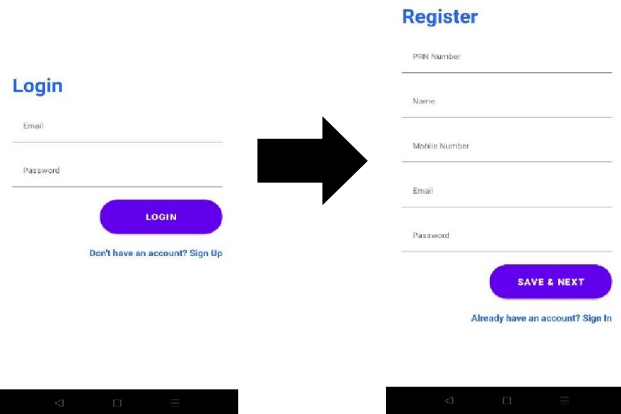 Login
Email
Password
LOGIN
Don't have an account? Sign Up
Register
PRN Number
Name
Mobile Number
Email
Password
SAVE & NEXT
Already have an account? Sign In